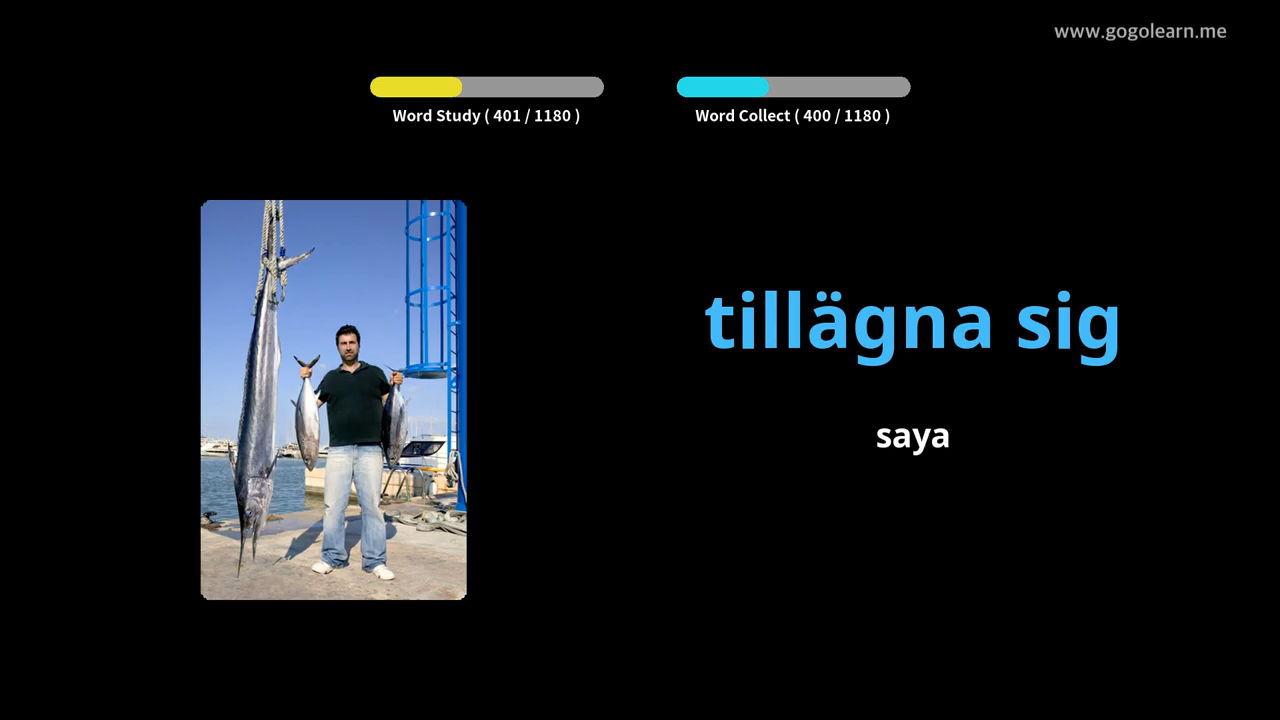 www.gogolearn.me
Word Study ( 401 / 1180 )
Word Collect ( 400 / 1180 )
tillägna sig
saya